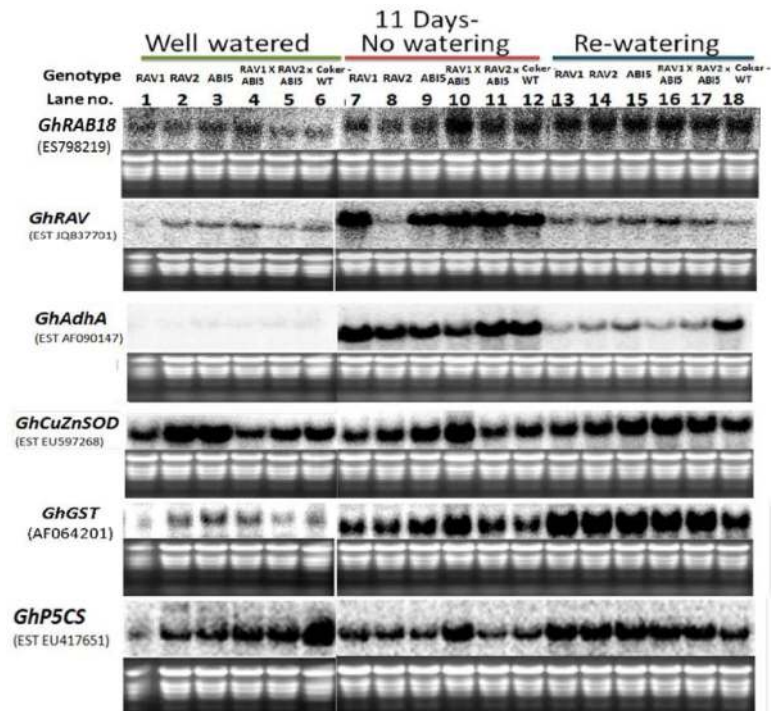 11 Days-
Well watered No watering Re-watering
Genotype RAV1 RAV2 ABI5 RAV1 X ABI5 RAV2 x ABI5 Coker - WT RAV1 RAV2 ABI5 RAV1 X ABI5 RAV2 x ABI5 Coker WT RAV1 RAV2 ABI5 RAV1 X ABI5 RAV2 x ABI5 Coker - WT
Lane no. 1 2 3 4 5 6 7 8 9 10 11 12 13 14 15 16 17 18
GhRAB18
(ES798219)
GhRAV
(EST JQ837701)
GhAdhA
(EST AF090147)
GhCuZnSOD
(EST EU597268)
GhGST
(AF064201)
GhP5CS
(EST EU417651)